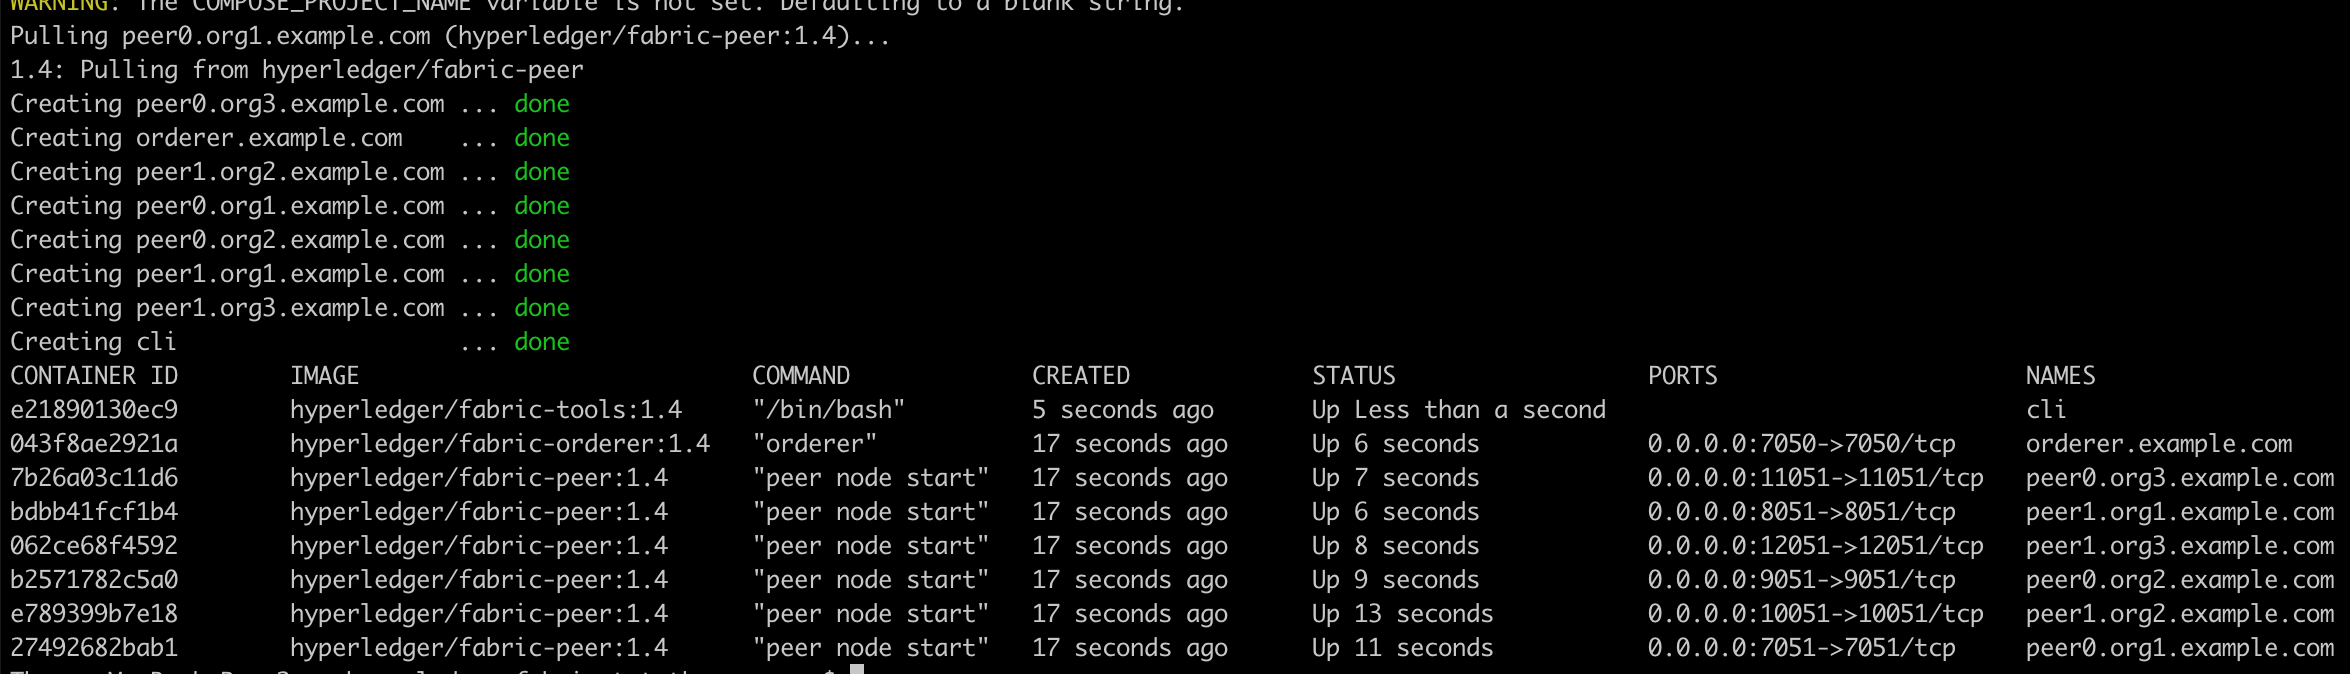 WARNING: The COMPOSE_PROJECT_NAME variable is not set. Defaulting to a blank string.
Pulling peer0.org1.example.com (hyperledger/fabric-peer:1.4)...
1.4: Pulling from hyperledger/fabric-peer
Creating peer0.org3.example.com ... done
Creating orderer.example.com    ... done
Creating peer1.org2.example.com ... done
Creating peer0.org1.example.com ... done
Creating peer0.org2.example.com ... done
Creating peer1.org1.example.com ... done
Creating peer1.org3.example.com ... done
Creating cli                    ... done
CONTAINER ID        IMAGE                            COMMAND             CREATED             STATUS                  PORTS                      NAMES
e21890130ec9        hyperledger/fabric-tools:1.4     "/bin/bash"         5 seconds ago       Up Less than a second                              cli
043f8ae2921a        hyperledger/fabric-orderer:1.4   "orderer"           17 seconds ago      Up 6 seconds            0.0.0.0:7050->7050/tcp     orderer.example.com
7b26a03c11d6        hyperledger/fabric-peer:1.4      "peer node start"   17 seconds ago      Up 7 seconds            0.0.0.0:11051->11051/tcp   peer0.org3.example.com
bdbb41fcf1b4        hyperledger/fabric-peer:1.4      "peer node start"   17 seconds ago      Up 6 seconds            0.0.0.0:8051->8051/tcp     peer1.org1.example.com
062ce68f4592        hyperledger/fabric-peer:1.4      "peer node start"   17 seconds ago      Up 8 seconds            0.0.0.0:12051->12051/tcp   peer1.org3.example.com
b2571782c5a0        hyperledger/fabric-peer:1.4      "peer node start"   17 seconds ago      Up 9 seconds            0.0.0.0:9051->9051/tcp     peer0.org2.example.com
e789399b7e18        hyperledger/fabric-peer:1.4      "peer node start"   17 seconds ago      Up 13 seconds           0.0.0.0:10051->10051/tcp   peer1.org2.example.com
27492682bab1        hyperledger/fabric-peer:1.4      "peer node start"   17 seconds ago      Up 11 seconds           0.0.0.0:7051->7051/tcp     peer0.org1.example.com